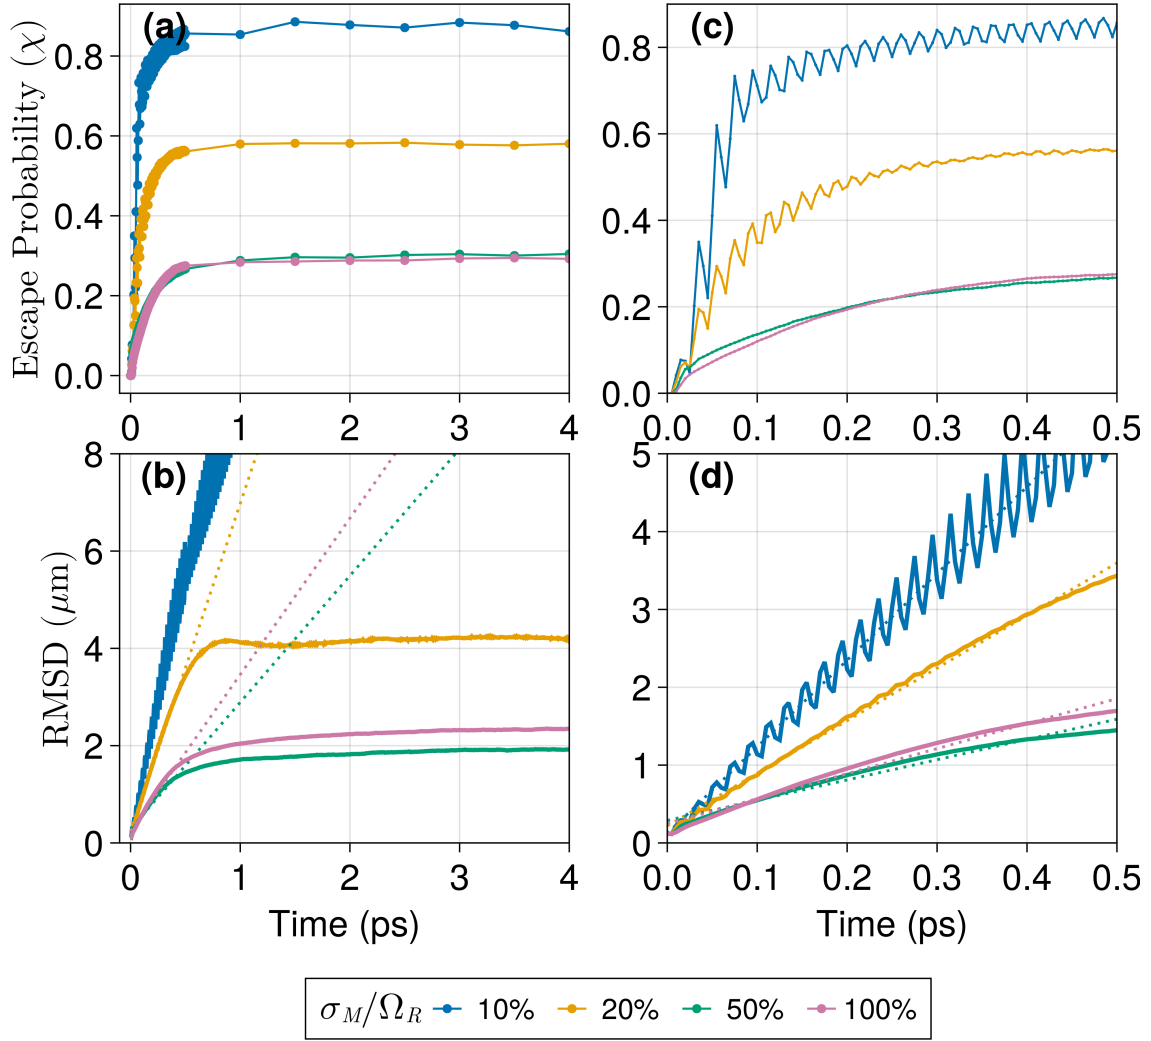 (a)
Escape Probability (χ)
0.8
0.6
0.4
0.2
0.0
0 1 2 3 4
(c)
0.8
0.6
0.4
0.2
0.0
0.0 0.1 0.2 0.3 0.4 0.5
(b)
RMSD (μm)
8
6
4
2
0
0 1 2 3 4
Time (ps)
(d)
5
4
3
2
1
0
0.0 0.1 0.2 0.3 0.4 0.5
Time (ps)
σ_M/Ω_R 10% 20% 50% 100%